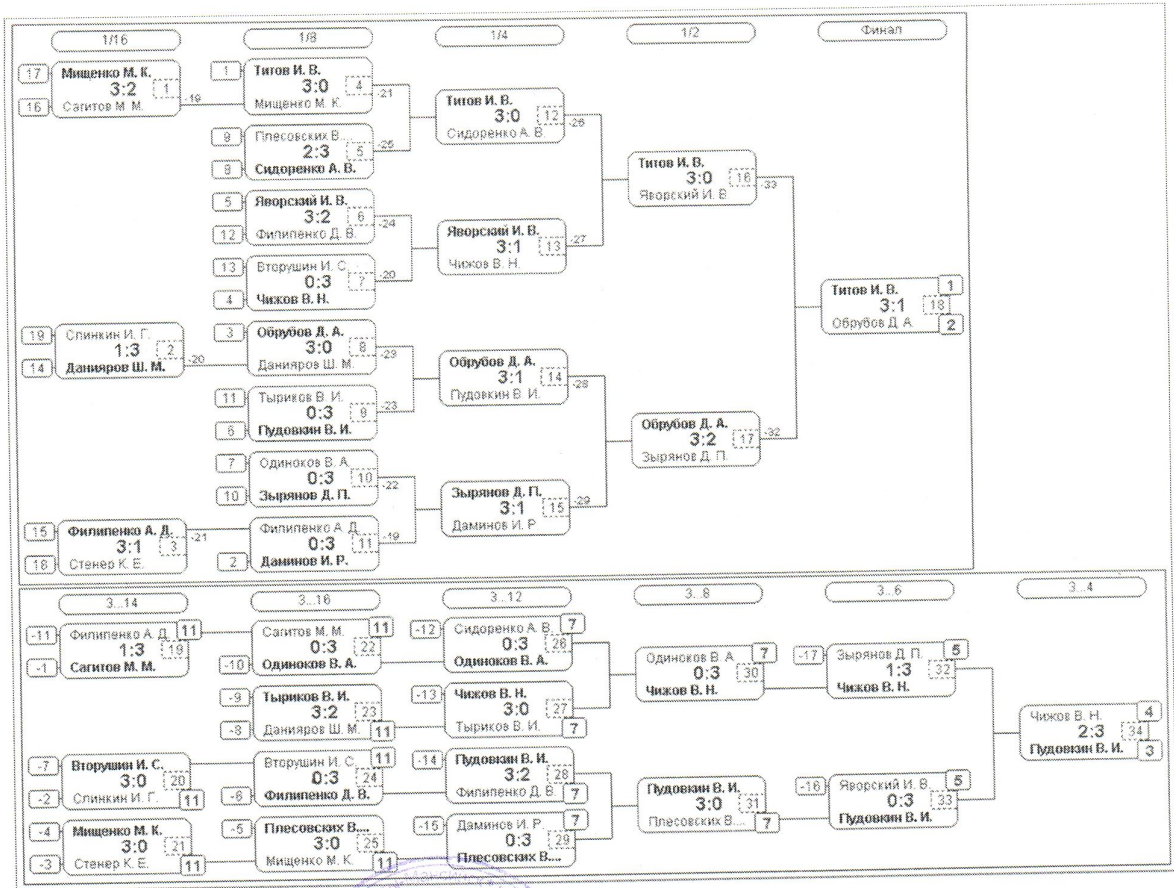 1/16
1/8
1/4
1/2
Финал
17 Мищенко М. К.
3:2 1
16 Сагитов М. М.
-19
19 Слинкин И. Г.
1:3 2
14 Данияров Ш. М.
-20
15 Филипенко А. Д.
3:1 3
18 Стенер К. Е.
-21
1 Титов И. В.
3:0 4
Мищенко М. К.
-21
9 Плесовских В....
2:3 5
8 Сидоренко А. В.
-25
5 Яворский И. В.
3:2 6
12 Филипенко Д. В.
-24
13 Вторушин И. С.
0:3 7
4 Чижов В. Н.
-20
3 Обрубов Д. А.
3:0 8
Данияров Ш. М.
-23
11 Тыриков В. И.
0:3 9
6 Пудовкин В. И.
-23
7 Одиноков В. А.
0:3 10
10 Зырянов Д. П.
-22
Филипенко А. Д.
0:3 11
2 Даминов И. Р.
-19
Титов И. В.
3:0 12
Сидоренко А. В.
-26
Яворский И. В.
3:1 13
Чижов В. Н.
-27
Обрубов Д. А.
3:1 14
Пудовкин В. И.
-28
Зырянов Д. П.
3:1 15
Даминов И. Р.
-29
Титов И. В.
3:0 16
Яворский И. В.
-33
Обрубов Д. А.
3:2 17
Зырянов Д. П.
-32
Титов И. В. 1
3:1 18
Обрубов Д. А. 2
3...14
3...16
3...12
3...8
3...6
3...4
-11 Филипенко А. Д. 11
1:3 19
-1 Сагитов М. М.
-7 Вторушин И. С.
3:0 20
-2 Слинкин И. Г. 11
-4 Мищенко М. К.
3:0 21
-3 Стенер К. Е. 11
Сагитов М. М. 11
0:3 22
-10 Одиноков В. А.
-9 Тыриков В. И.
3:2 23
-8 Данияров Ш. М. 11
Вторушин И. С. 11
0:3 24
-6 Филипенко Д. В.
-5 Плесовских В....
3:0 25
Мищенко М. К. 11
-12 Сидоренко А. В. 7
0:3 26
Одиноков В. А.
-13 Чижов В. Н.
3:0 27
Тыриков В. И. 7
-14 Пудовкин В. И.
3:2 28
Филипенко Д. В. 7
-15 Даминов И. Р. 7
0:3 29
Плесовских В....
Одиноков В. А. 7
0:3 30
Чижов В. Н.
Пудовкин В. И.
3:0 31
Плесовских В.... 7
-17 Зырянов Д. П. 5
1:3 32
Чижов В. Н.
-16 Яворский И. В. 5
0:3 33
Пудовкин В. И.
Чижов В. Н. 4
2:3 34
Пудовкин В. И. 3